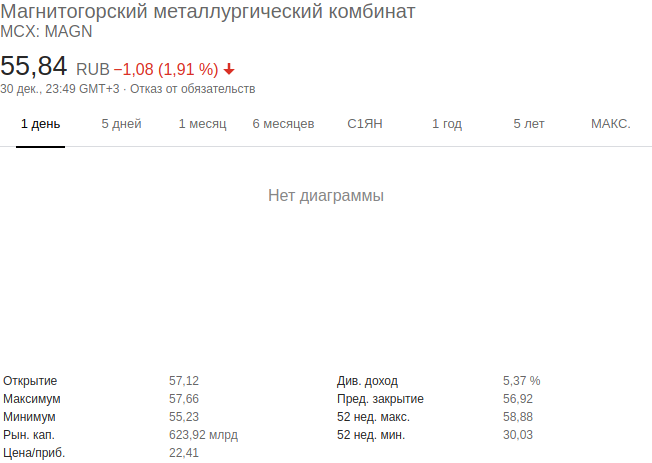 Магнитогорский металлургический комбинат
MCX: MAGN
55,84 RUB −1,08 (1,91 %)
30 дек., 23:49 GMT+3 · Отказ от обязательств
1 день 5 дней 1 месяц 6 месяцев С1ЯН 1 год 5 лет МАКС.
Нет диаграммы
Открытие 57,12 Див. доход 5,37 %
Максимум 57,66 Пред. закрытие 56,92
Минимум 55,23 52 нед. макс. 58,88
Рын. кап. 623,92 млрд 52 нед. мин. 30,03
Цена/приб. 22,41